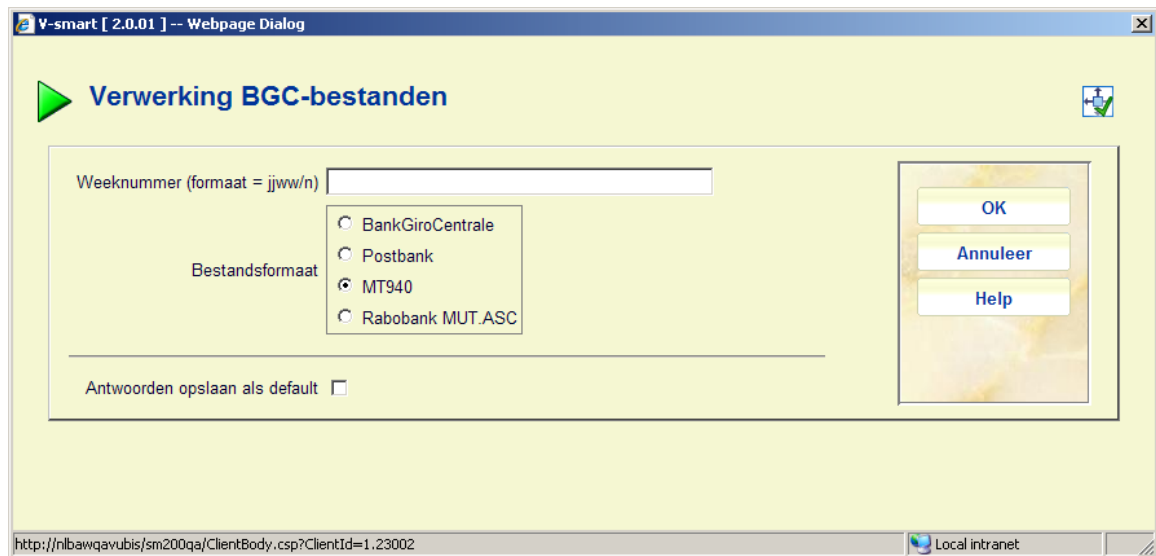 V-smart [ 2.0.01 ] -- Webpage Dialog
Verwerking BGC-bestanden
Weeknummer (formaat = jjww/n)
Bestandsformaat
BankGiroCentrale
Postbank
MT940
Rabobank MUT.ASC
Antwoorden opslaan als default
OK
Annuleer
Help
http://nlbawqavubis/sm200qa/ClientBody.csp?ClientId=1.23002
Local intranet